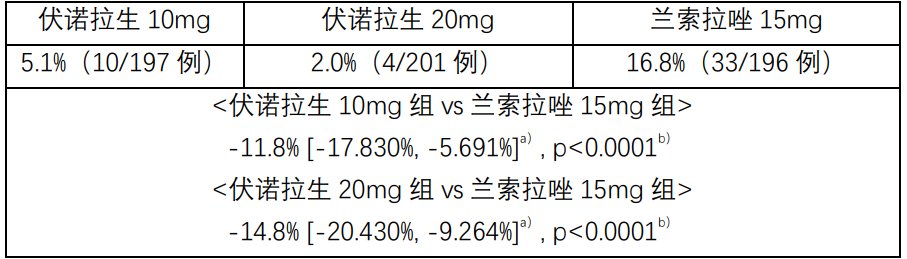 伏诺拉生 10mg 伏诺拉生 20mg 兰索拉唑 15mg
5.1%（10/197 例） 2.0%（4/201 例） 16.8%（33/196 例）
<伏诺拉生 10mg 组 vs 兰索拉唑 15mg 组>
-11.8% [-17.830%, -5.691%]a）, p<0.0001b）
<伏诺拉生 20mg 组 vs 兰索拉唑 15mg 组>
-14.8% [-20.430%, -9.264%]a）, p<0.0001b）